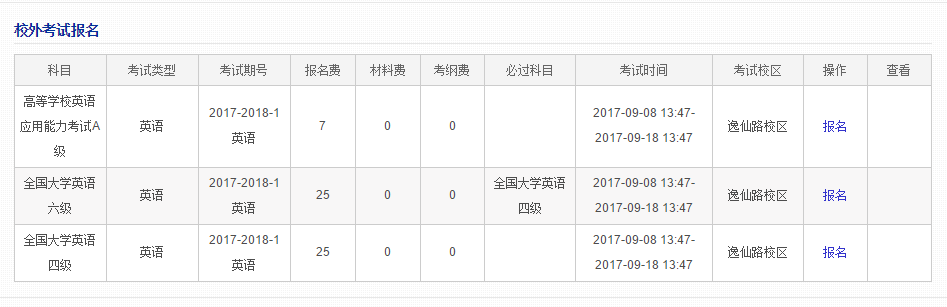 校外考试报名
科目 考试类型 考试期号 报名费 材料费 考纲费 必过科目 考试时间 考试校区 操作 查看
高等学校英语
应用能力考试A
级
英语
2017-2018-1
英语
7
0
0
2017-09-08 13:47-
2017-09-18 13:47
逸仙路校区
报名
全国大学英语
六级
英语
2017-2018-1
英语
25
0
0
全国大学英语
四级
2017-09-08 13:47-
2017-09-18 13:47
逸仙路校区
报名
全国大学英语
四级
英语
2017-2018-1
英语
25
0
0
2017-09-08 13:47-
2017-09-18 13:47
逸仙路校区
报名